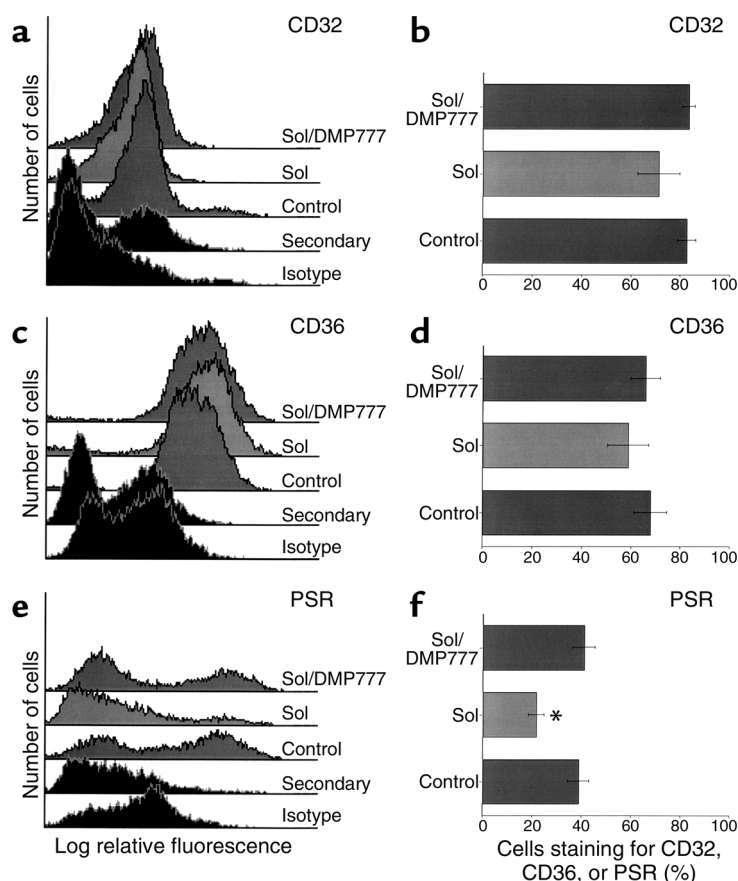 a
CD32
Number of cells
Sol/DMP777
Sol
Control
Secondary
Isotype
b
CD32
Sol/
DMP777
Sol
Control
0 20 40 60 80 100
c
CD36
Number of cells
Sol/DMP777
Sol
Control
Secondary
Isotype
d
CD36
Sol/
DMP777
Sol
Control
0 20 40 60 80 100
e
PSR
Number of cells
Sol/DMP777
Sol
Control
Secondary
Isotype
Log relative fluorescence
f
PSR
Sol/
DMP777
Sol
*
Control
0 20 40 60 80 100
Cells staining for CD32,
CD36, or PSR (%)